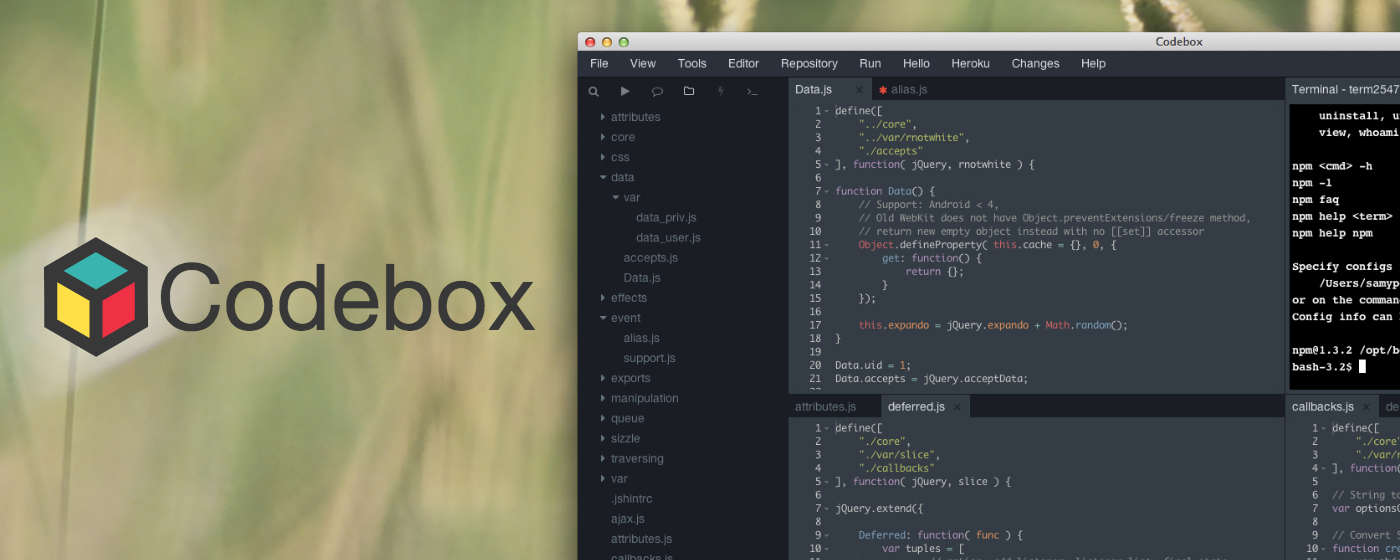 Codebox
Codebox
File View Tools Editor Repository Run Hello Heroku Changes Help
attributes
core
css
data
var
data_priv.js
data_user.js
accepts.js
Data.js
effects
event
alias.js
support.js
exports
manipulation
queue
sizzle
traversing
var
.jshintrc
ajax.js
attributes.js
callbacks.js
Data.js × ✱ alias.js
1 define([
2 "../core",
3 "../var/rnotwhite",
4 "./accepts"
5 ], function( jQuery, rnotwhite ) {
6
7 function Data() {
8 // Support: Android < 4,
9 // Old WebKit does not have Object.preventExtensions/freeze method,
10 // return new empty object instead with no [[set]] accessor
11 Object.defineProperty( this.cache = {}, 0, {
12 get: function() {
13 return {};
14 }
15 });
16
17 this.expando = jQuery.expando + Math.random();
18 }
19
20 Data.uid = 1;
21 Data.accepts = jQuery.acceptData;
Terminal - term2547
uninstall, u
view, whoami
npm <cmd> -h
npm -l
npm faq
npm help <term>
npm help npm
Specify configs
/Users/samyp
or on the comman
Config info can
npm@1.3.2 /opt/b
bash-3.2$
attributes.js deferred.js ×
1 define([
2 "./core",
3 "./var/slice",
4 "./callbacks"
5 ], function( jQuery, slice ) {
6
7 jQuery.extend({
8
9 Deferred: function( func ) {
10 var tuples = [
callbacks.js × de
1 define([
2 "./core"
3 "./var/r
4 ], function(
5
6 // String to
7 var options
8
9 // Convert S
10 function